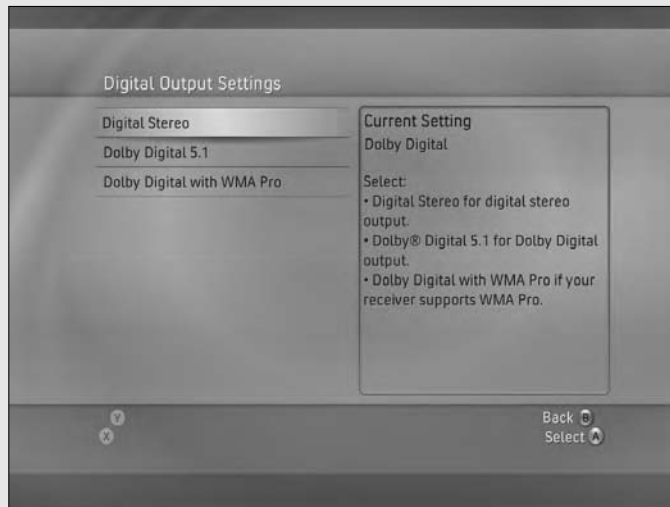 Digital Output Settings
Digital Stereo
Dolby Digital 5.1
Dolby Digital with WMA Pro
Current Setting
Dolby Digital
Select:
• Digital Stereo for digital stereo
output.
• Dolby® Digital 5.1 for Dolby Digital
output.
• Dolby Digital with WMA Pro if your
receiver supports WMA Pro.
Y
X
Back B
Select A